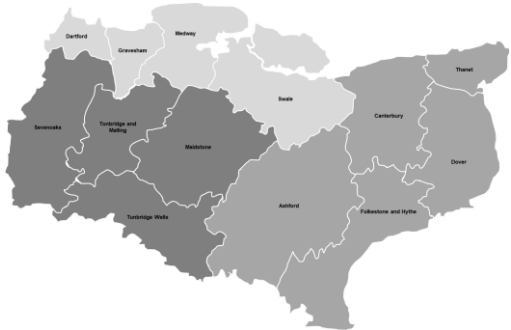 Dartford
Gravesham
Medway
Swale
Thanet
Canterbury
Sevenoaks
Tonbridge and
Malling
Maidstone
Dover
Ashford
Folkestone and Hythe
Tunbridge Wells